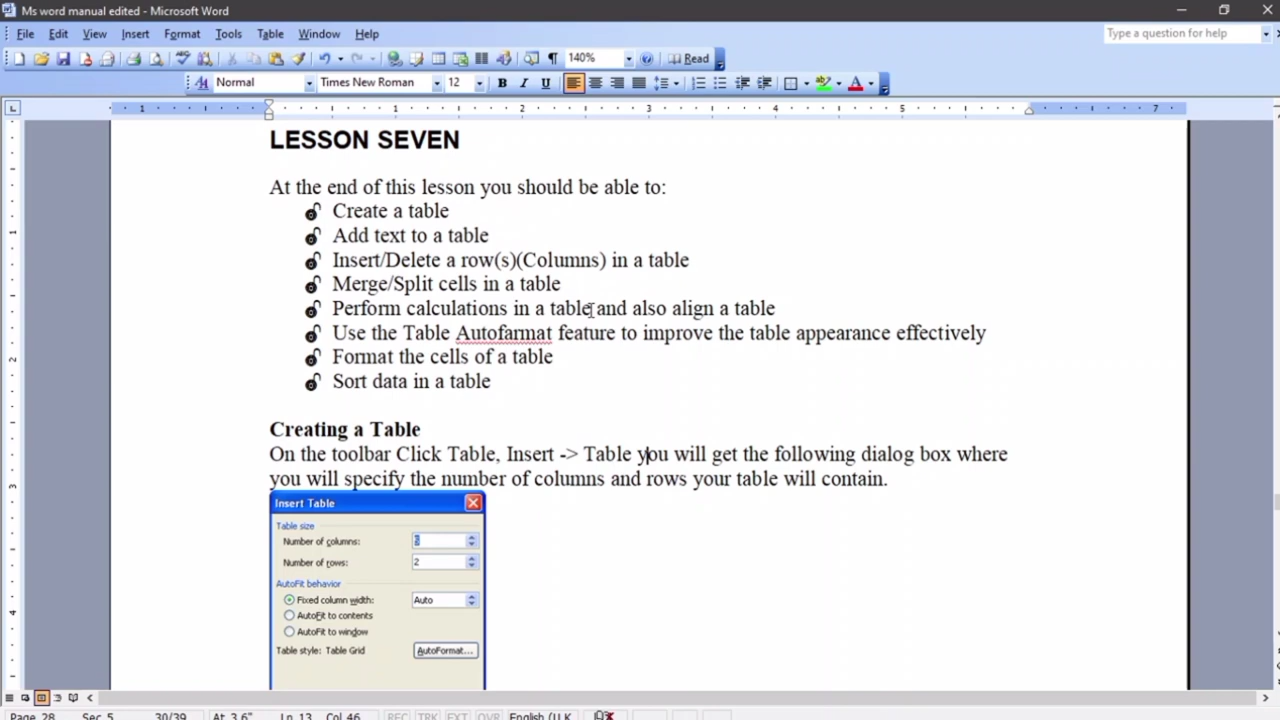 Ms word manual edited - Microsoft Word
File Edit View Insert Format Tools Table Window Help
Type a question for help
140% Read
Normal Times New Roman 12 B I U
1 1 2 3 4 5 7
LESSON SEVEN
At the end of this lesson you should be able to:
Create a table
Add text to a table
Insert/Delete a row(s)(Columns) in a table
Merge/Split cells in a table
Perform calculations in a table and also align a table
Use the Table Autofarmat feature to improve the table appearance effectively
Format the cells of a table
Sort data in a table
Creating a Table
On the toolbar Click Table, Insert -> Table you will get the following dialog box where
you will specify the number of columns and rows your table will contain.
Insert Table
Table size
Number of columns:
Number of rows: 2
AutoFit behavior
Fixed column width: Auto
AutoFit to contents
AutoFit to window
Table style: Table Grid AutoFormat...
Page 28 Sec 5 30/39 At 3.6" Ln 13 Col 46 REC TRK EXT OVR English (U.K